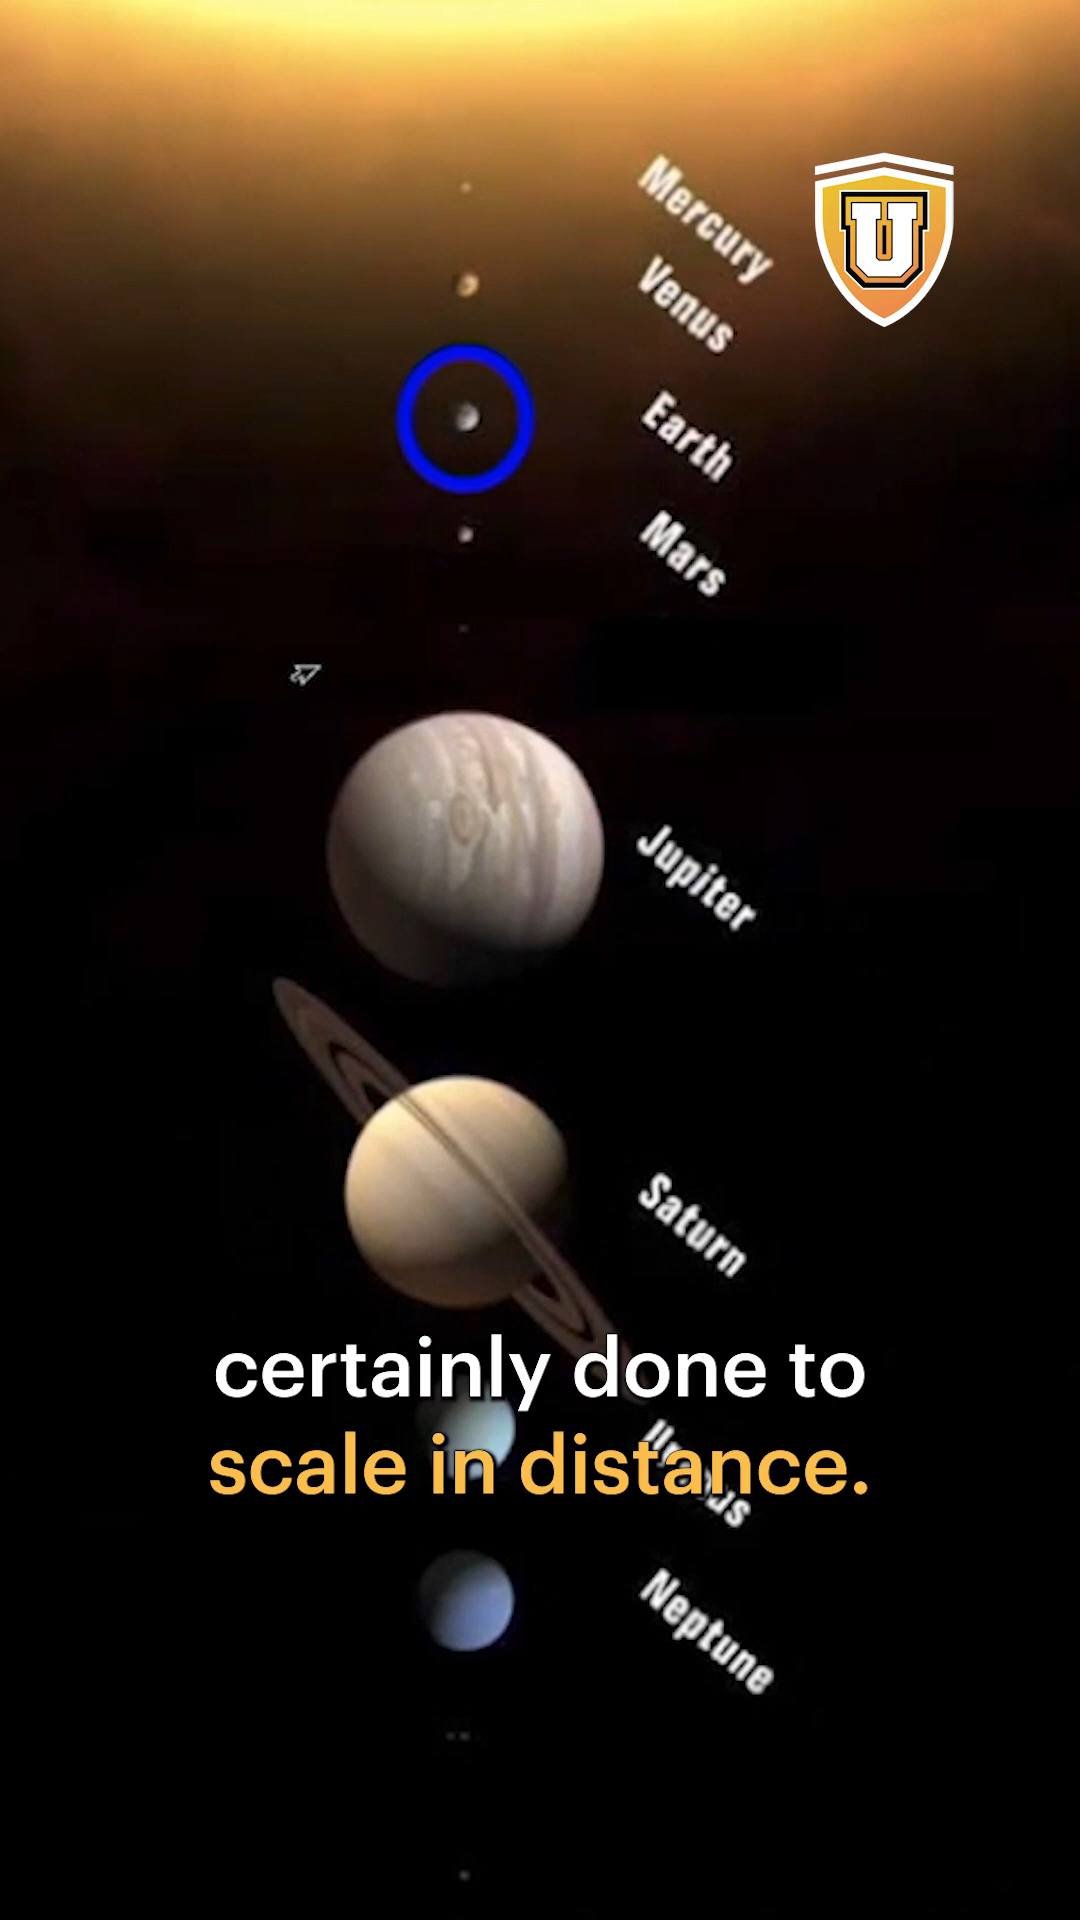 Mercury
U
Venus
Earth
Mars
Jupiter
Saturn
certainly done to
scale in distance.
Neptune